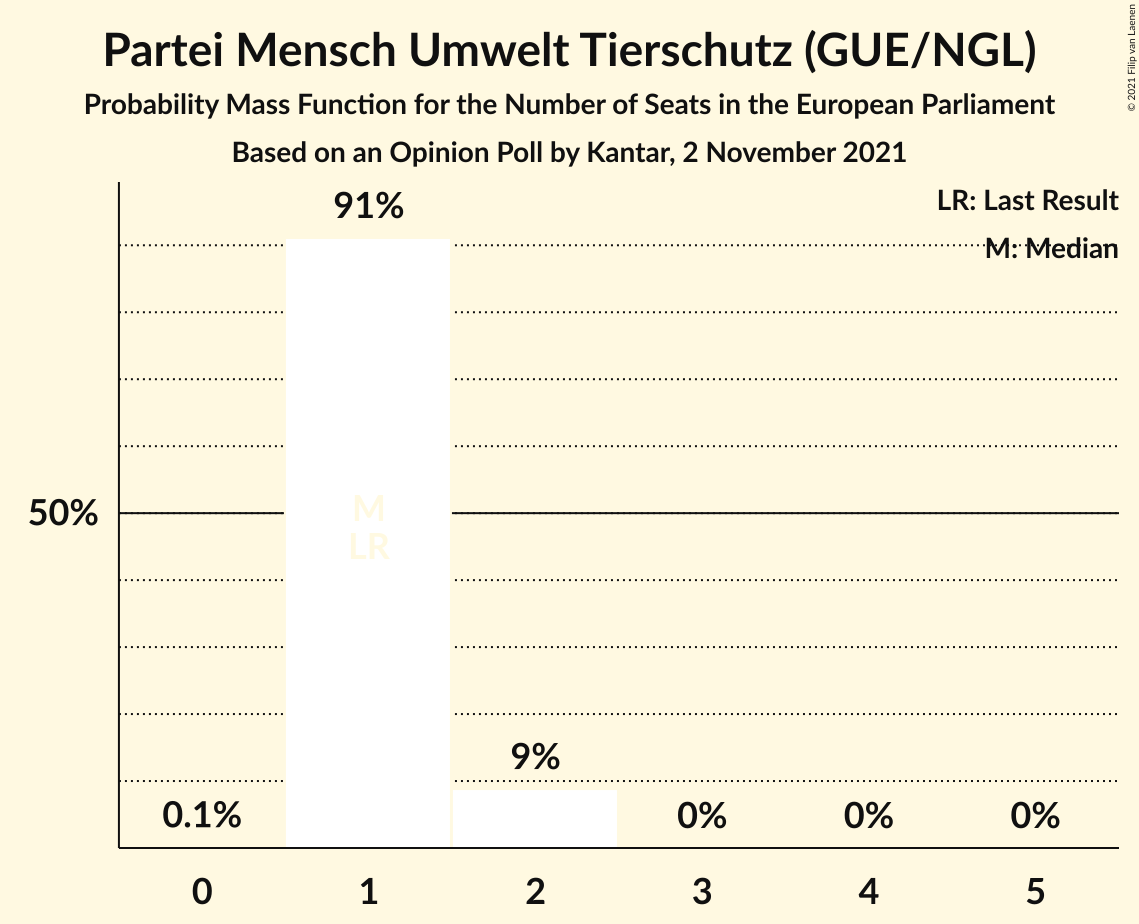 Partei Mensch Umwelt Tierschutz (GUE/NGL)
Probability Mass Function for the Number of Seats in the European Parliament
Based on an Opinion Poll by Kantar, 2 November 2021
© 2021 Filip van Laenen
LR: Last Result
M: Median
91%
50%
M
LR
9%
0.1%
0%
0%
0%
0
1
2
3
4
5